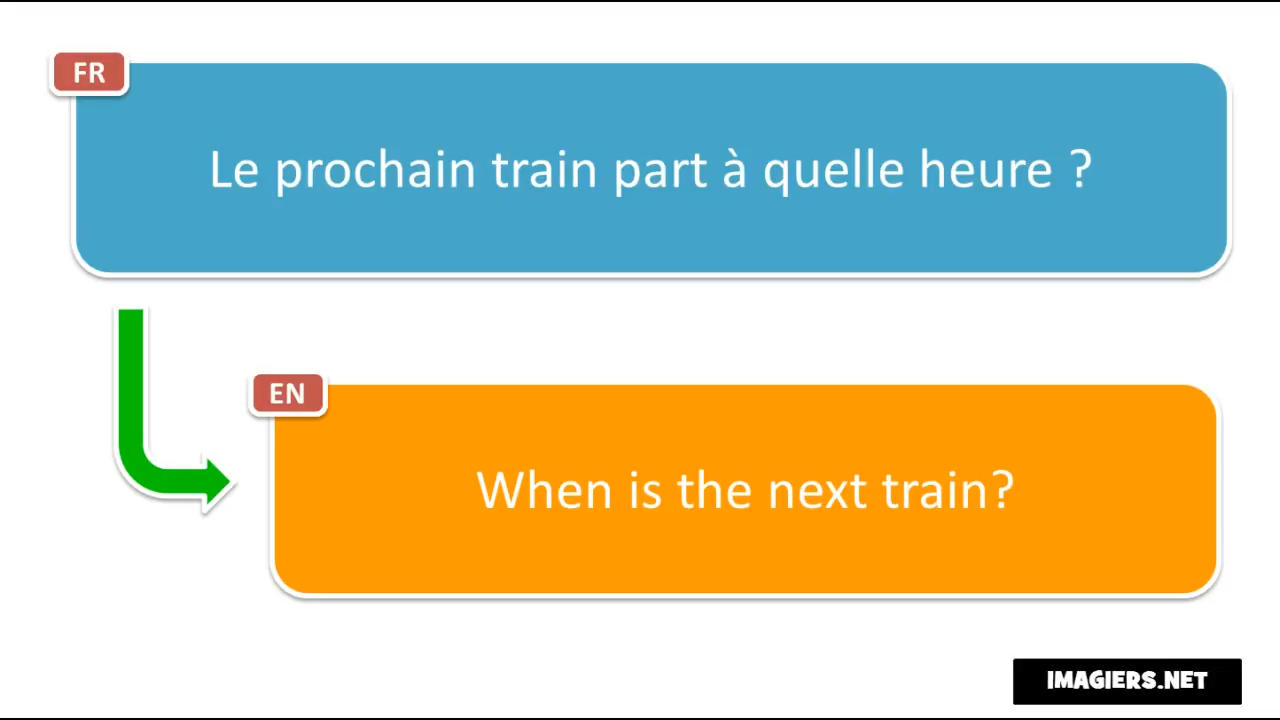 FR
Le prochain train part à quelle heure ?
EN
When is the next train?
IMAGIERS.NET